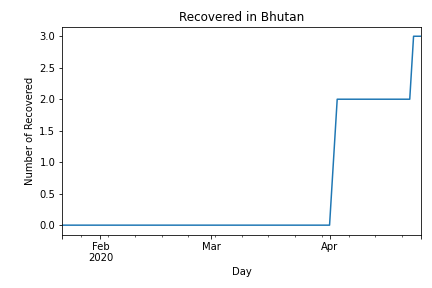 Recovered in Bhutan
3.0
2.5
2.0
1.5
1.0
0.5
0.0
Number of Recovered
Feb
2020
Mar
Apr
Day